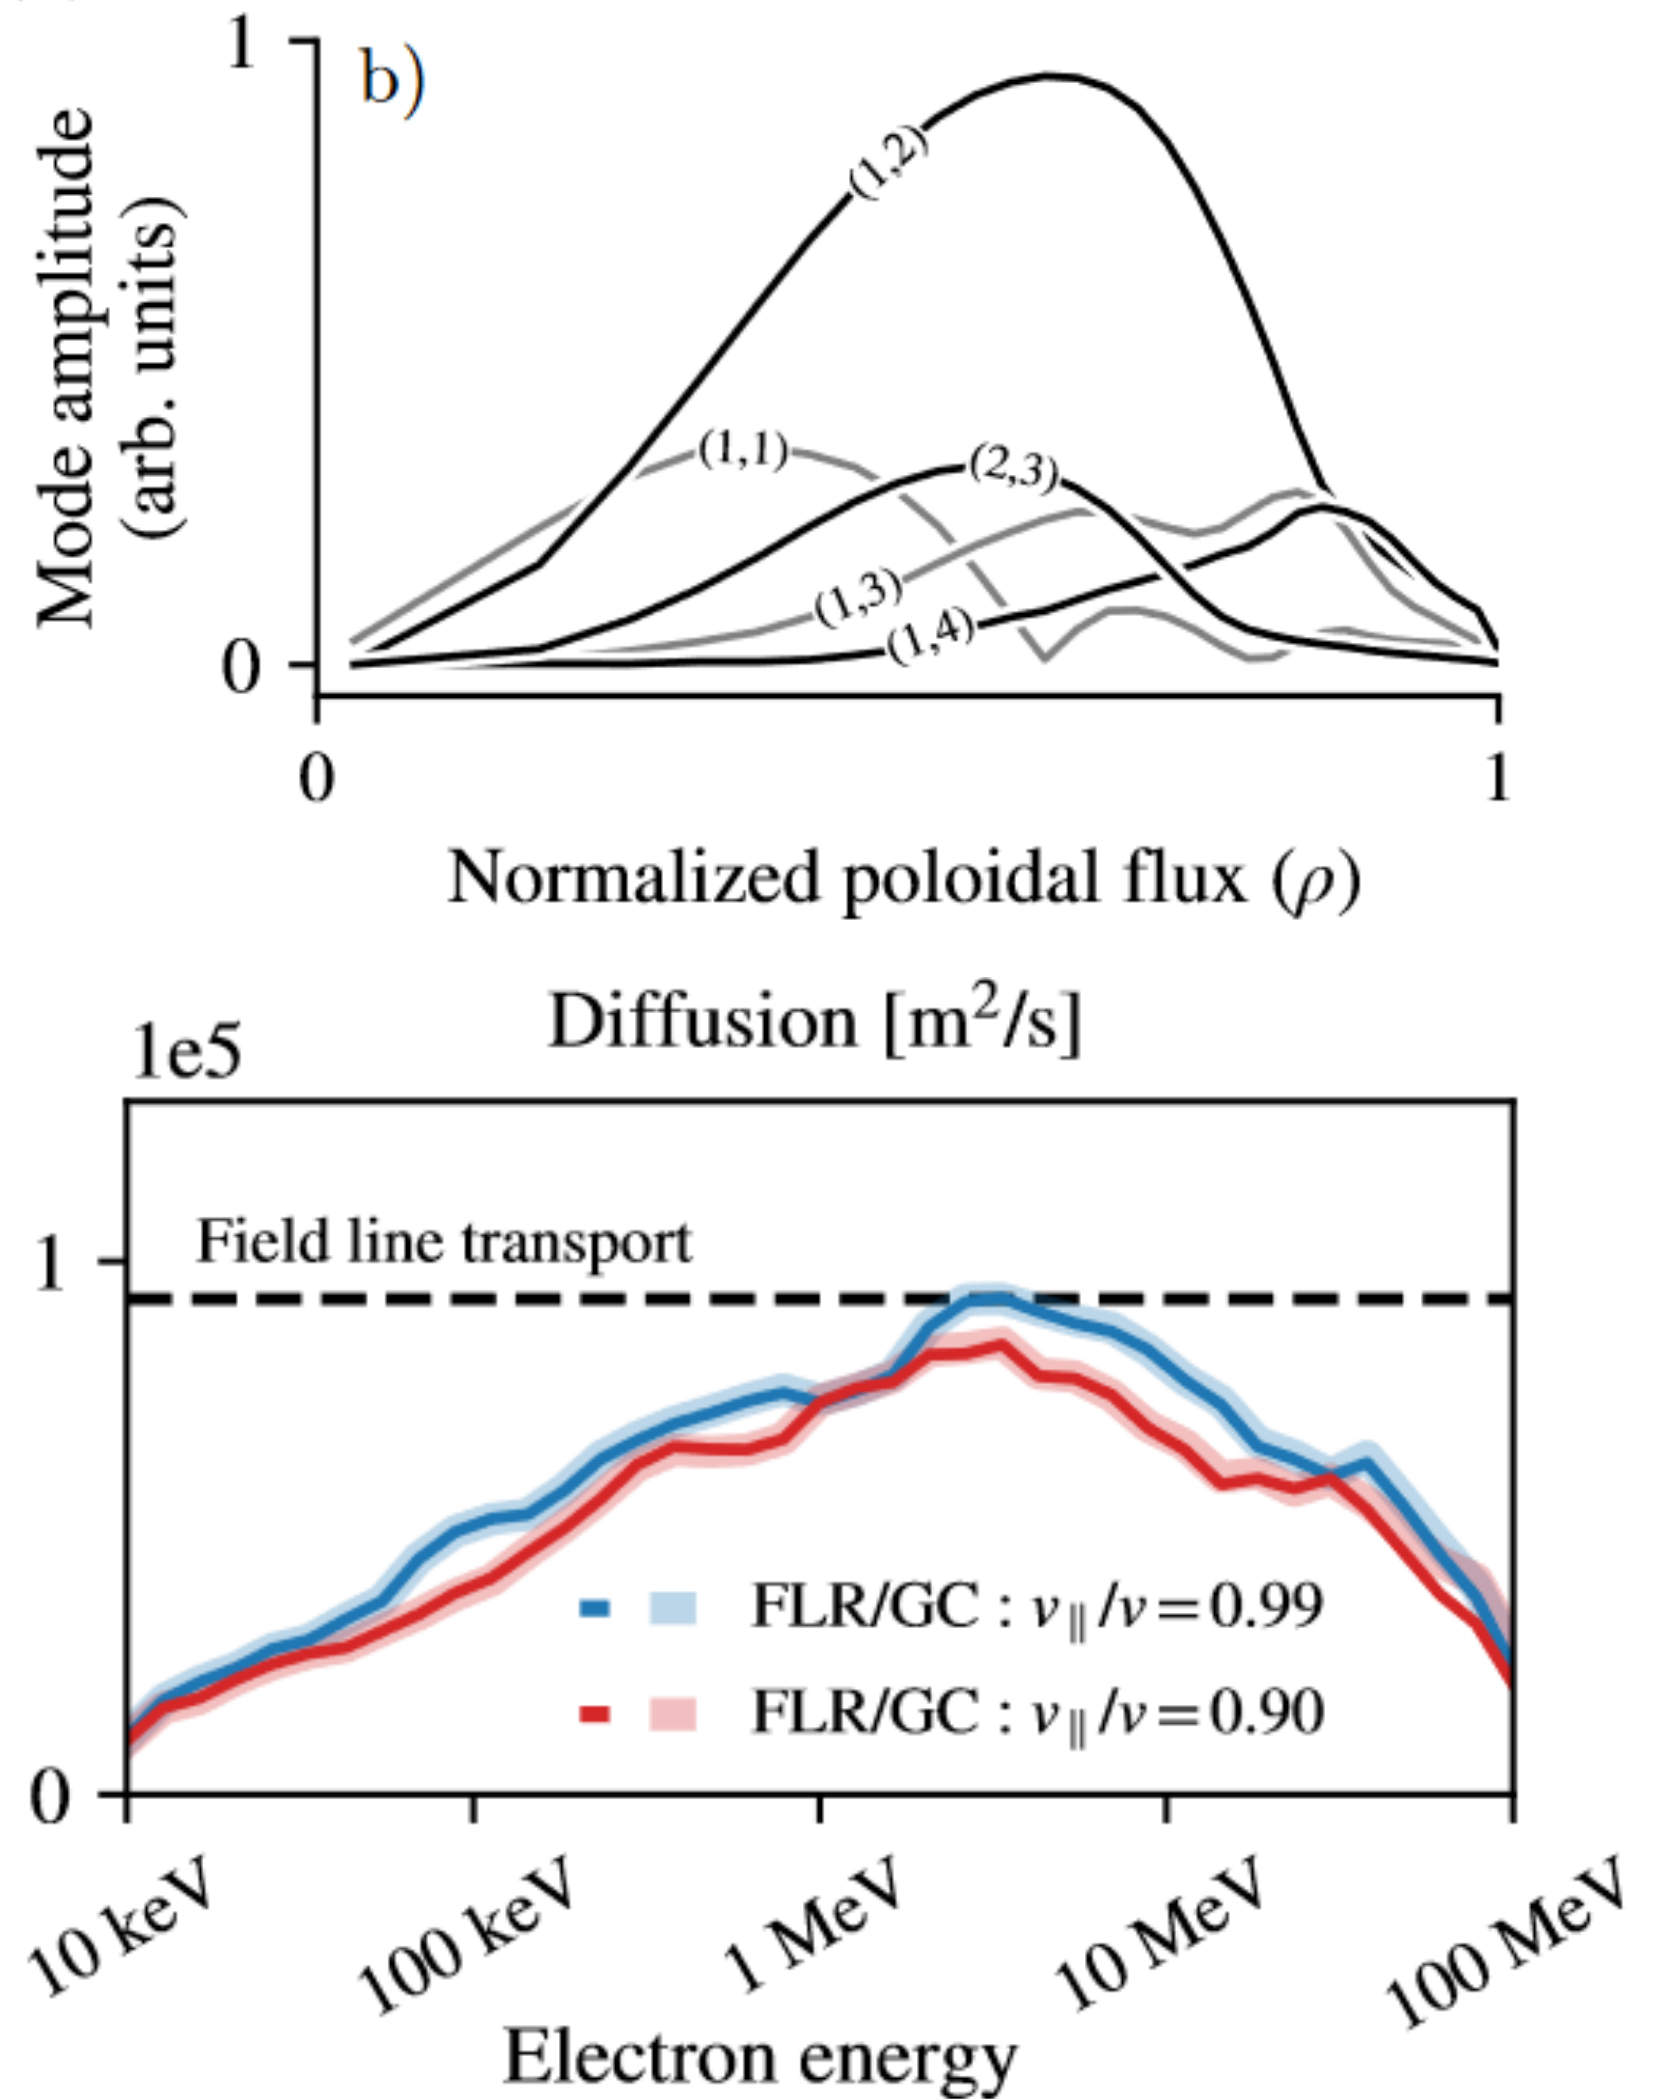 b)
1
Mode amplitude
(arb. units)
(1,2)
(1,1)
(2,3)
(1,3)
(1,4)
0
0
1
Normalized poloidal flux (ρ)
Diffusion [m²/s]
1e5
1
Field line transport
FLR/GC : v∥/v=0.99
FLR/GC : v∥/v=0.90
0
10 keV
100 keV
1 MeV
10 MeV
100 MeV
Electron energy